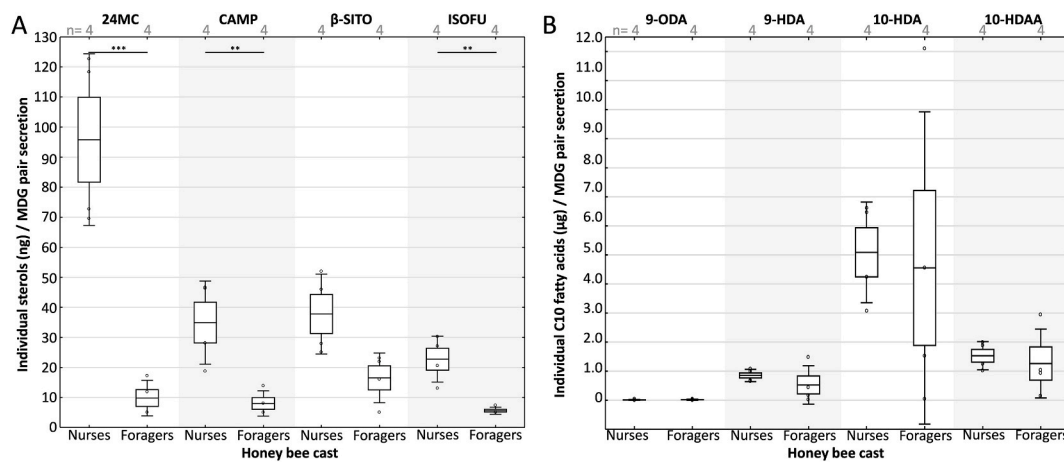 A
24MC CAMP β-SITO ISOFU
n= 4 4 4 4 4 4 4 4
*** ** **
130
120
110
100
90
80
70
60
50
40
30
20
10
0
Individual sterols (ng) / MDG pair secretion
Nurses Foragers Nurses Foragers Nurses Foragers Nurses Foragers
Honey bee cast
B
9-ODA 9-HDA 10-HDA 10-HDAA
n= 4 4 4 4 4 4 4 4
12.0
11.0
10.0
9.0
8.0
7.0
6.0
5.0
4.0
3.0
2.0
1.0
0
Individual C10 fatty acids (µg) / MDG pair secretion
Nurses Foragers Nurses Foragers Nurses Foragers Nurses Foragers
Honey bee cast